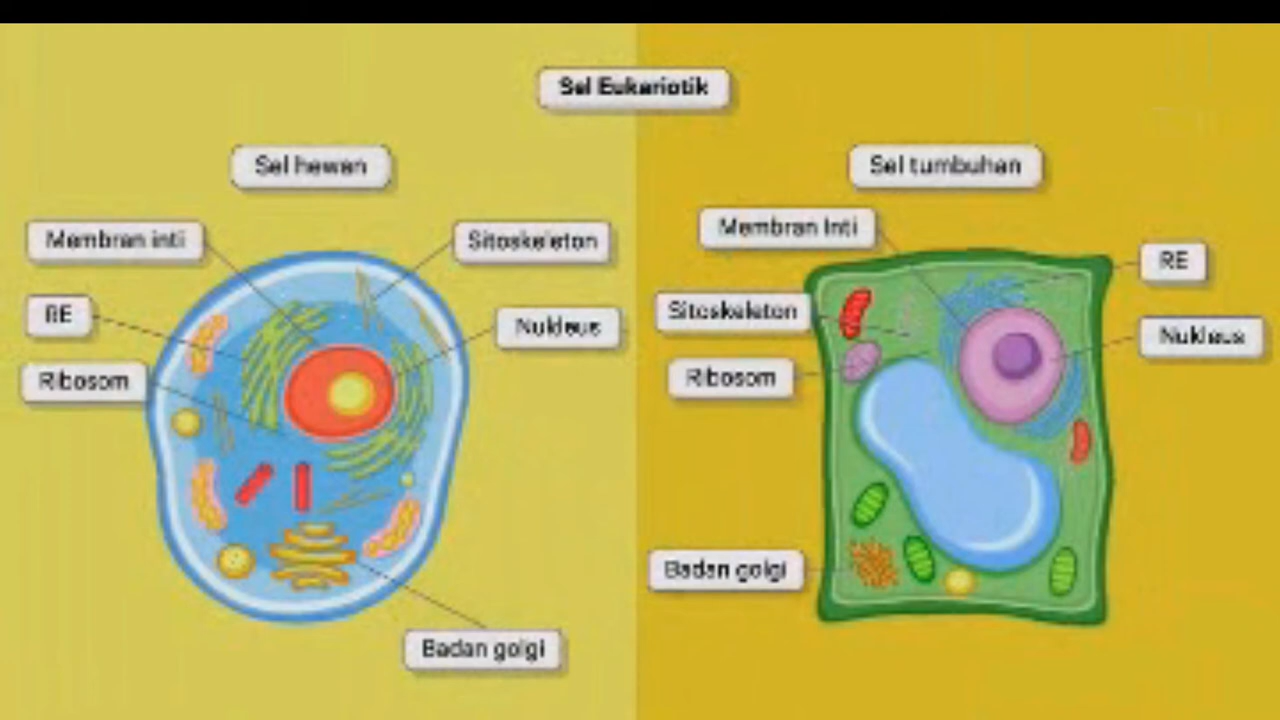 Sel Eukariotik
Sel hewan
Membran inti
Sitoskeleton
RE
Nukleus
Ribosom
Badan golgi
Sel tumbuhan
Membran Inti
RE
Sitoskeleton
Nukleus
Ribosom
Badan golgi